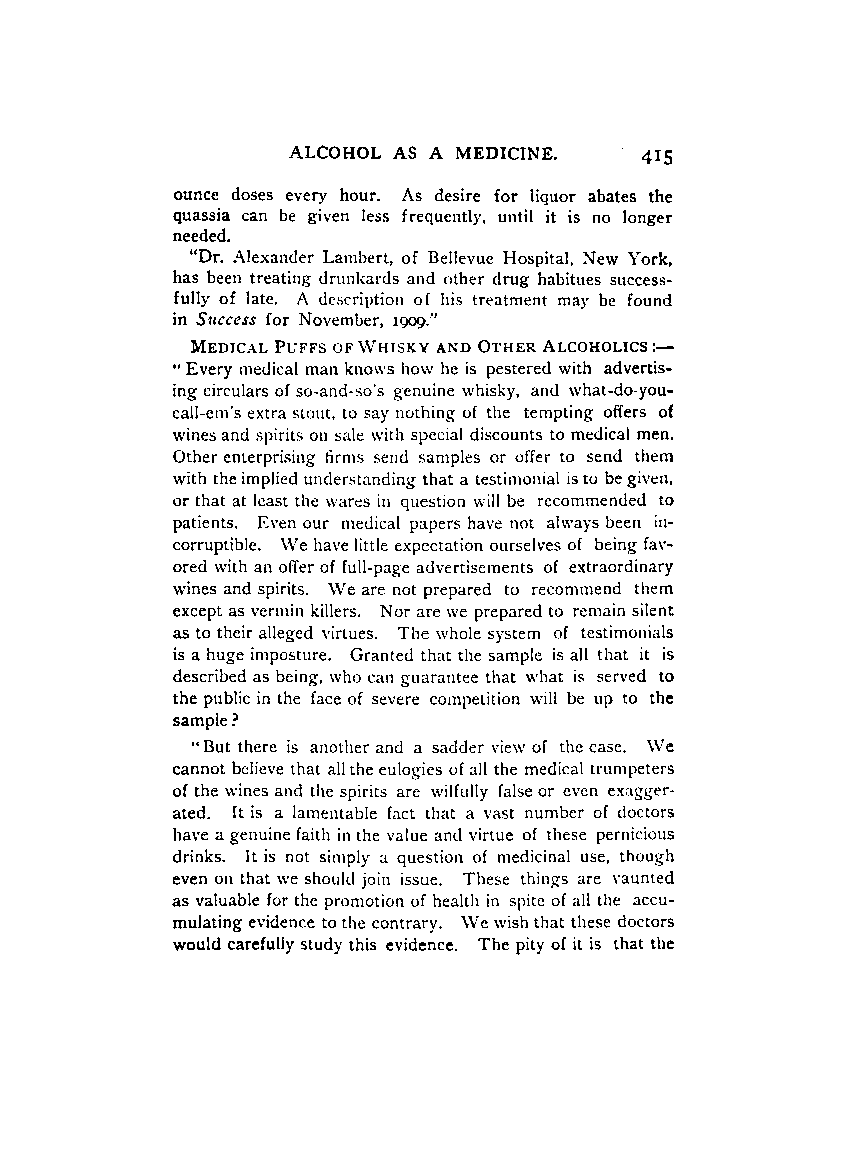 ALCOHOL AS A MEDICINE. 415
ounce doses every hour. As desire for liquor abates the
quassia can be given less frequently, until it is no longer
needed.
"Dr. Alexander Lambert, of Bellevue Hospital, New York,
has been treating drunkards and other drug habitues success-
fully of late. A description of his treatment may be found
in Success for November, 1909."
MEDICAL PUFFS OF WHISKY AND OTHER ALCOHOLICS:—
"Every medical man knows how he is pestered with advertis-
ing circulars of so-and-so's genuine whisky, and what-do-you-
call-em's extra stout, to say nothing of the tempting offers of
wines and spirits on sale with special discounts to medical men.
Other enterprising firms send samples or offer to send them
with the implied understanding that a testimonial is to be given,
or that at least the wares in question will be recommended to
patients. Even our medical papers have not always been in-
corruptible. We have little expectation ourselves of being fav-
ored with an offer of full-page advertisements of extraordinary
wines and spirits. We are not prepared to recommend them
except as vermin killers. Nor are we prepared to remain silent
as to their alleged virtues. The whole system of testimonials
is a huge imposture. Granted that the sample is all that it is
described as being, who can guarantee that what is served to
the public in the face of severe competition will be up to the
sample?
"But there is another and a sadder view of the case. We
cannot believe that all the eulogies of all the medical trumpeters
of the wines and the spirits are wilfully false or even exagger-
ated. It is a lamentable fact that a vast number of doctors
have a genuine faith in the value and virtue of these pernicious
drinks. It is not simply a question of medicinal use, though
even on that we should join issue. These things are vaunted
as valuable for the promotion of health in spite of all the accu-
mulating evidence to the contrary. We wish that these doctors
would carefully study this evidence. The pity of it is that the